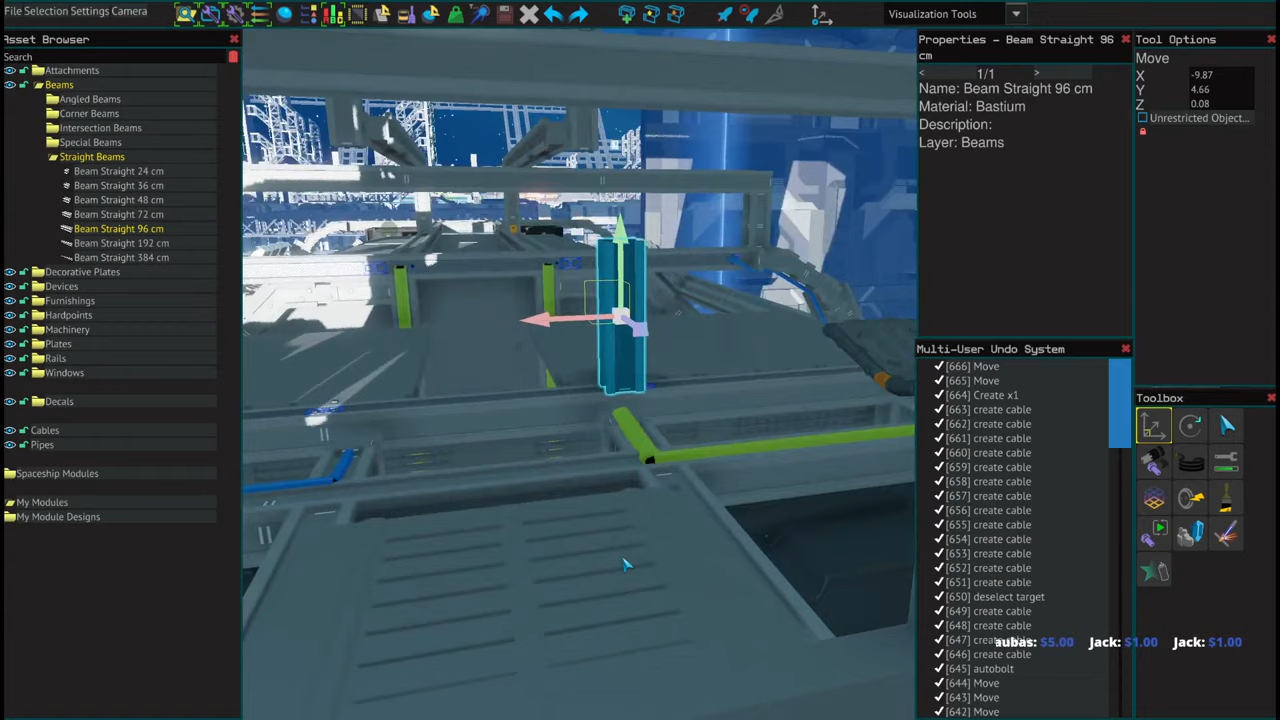 File Selection Settings Camera
Visualization Tools
Asset Browser
Search
Attachments
Beams
Angled Beams
Corner Beams
Intersection Beams
Special Beams
Straight Beams
Beam Straight 24 cm
Beam Straight 36 cm
Beam Straight 48 cm
Beam Straight 72 cm
Beam Straight 96 cm
Beam Straight 192 cm
Beam Straight 384 cm
Decorative Plates
Devices
Furnishings
Hardpoints
Machinery
Plates
Rails
Windows
Decals
Cables
Pipes
Spaceship Modules
My Modules
My Module Designs
Properties - Beam Straight 96 cm
< 1/1 >
Name: Beam Straight 96 cm
Material: Bastium
Description:
Layer: Beams
Multi-User Undo System
[666] Move
[665] Move
[664] Create x1
[663] create cable
[662] create cable
[661] create cable
[660] create cable
[659] create cable
[658] create cable
[657] create cable
[656] create cable
[655] create cable
[654] create cable
[653] create cable
[652] create cable
[651] create cable
[650] deselect target
[649] create cable
[648] create cable
[647] create cable
[646] create cable
[645] autobolt
[644] Move
[643] Move
[642] Move
Tool Options
Move
X -9.87
Y 4.66
Z 0.08
Unrestricted Object...
Toolbox
aubas: $5.00 Jack: $1.00 Jack: $1.00